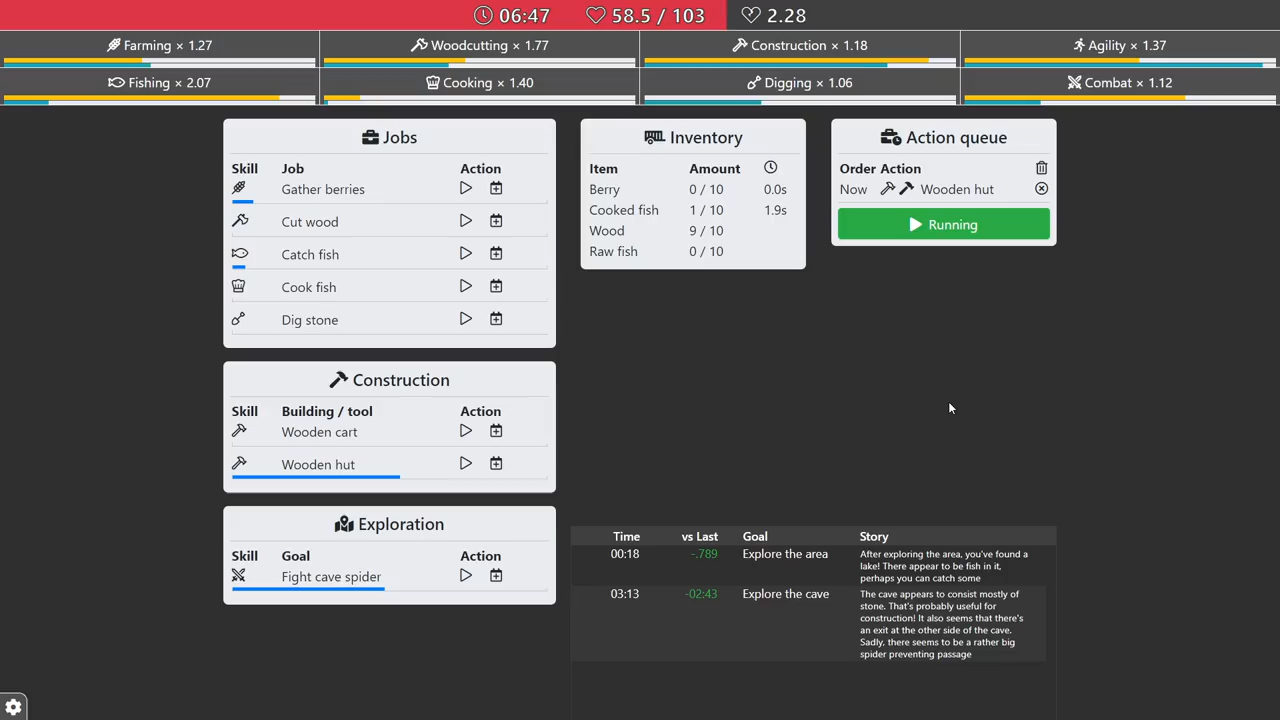 06:47 58.5 / 103 2.28
Farming × 1.27 Woodcutting × 1.77 Construction × 1.18 Agility × 1.37
Fishing × 2.07 Cooking × 1.40 Digging × 1.06 Combat × 1.12
Jobs
Skill Job Action
Gather berries
Cut wood
Catch fish
Cook fish
Dig stone
Construction
Skill Building / tool Action
Wooden cart
Wooden hut
Exploration
Skill Goal Action
Fight cave spider
Inventory
Item Amount
Berry 0 / 10 0.0s
Cooked fish 1 / 10 1.9s
Wood 9 / 10
Raw fish 0 / 10
Action queue
Order Action
Now Wooden hut
Running
Time vs Last Goal Story
00:18 -.789 Explore the area After exploring the area, you've found a
lake! There appear to be fish in it,
perhaps you can catch some
03:13 -02:43 Explore the cave The cave appears to consist mostly of
stone. That's probably useful for
construction! It also seems that there's
an exit at the other side of the cave.
Sadly, there seems to be a rather big
spider preventing passage